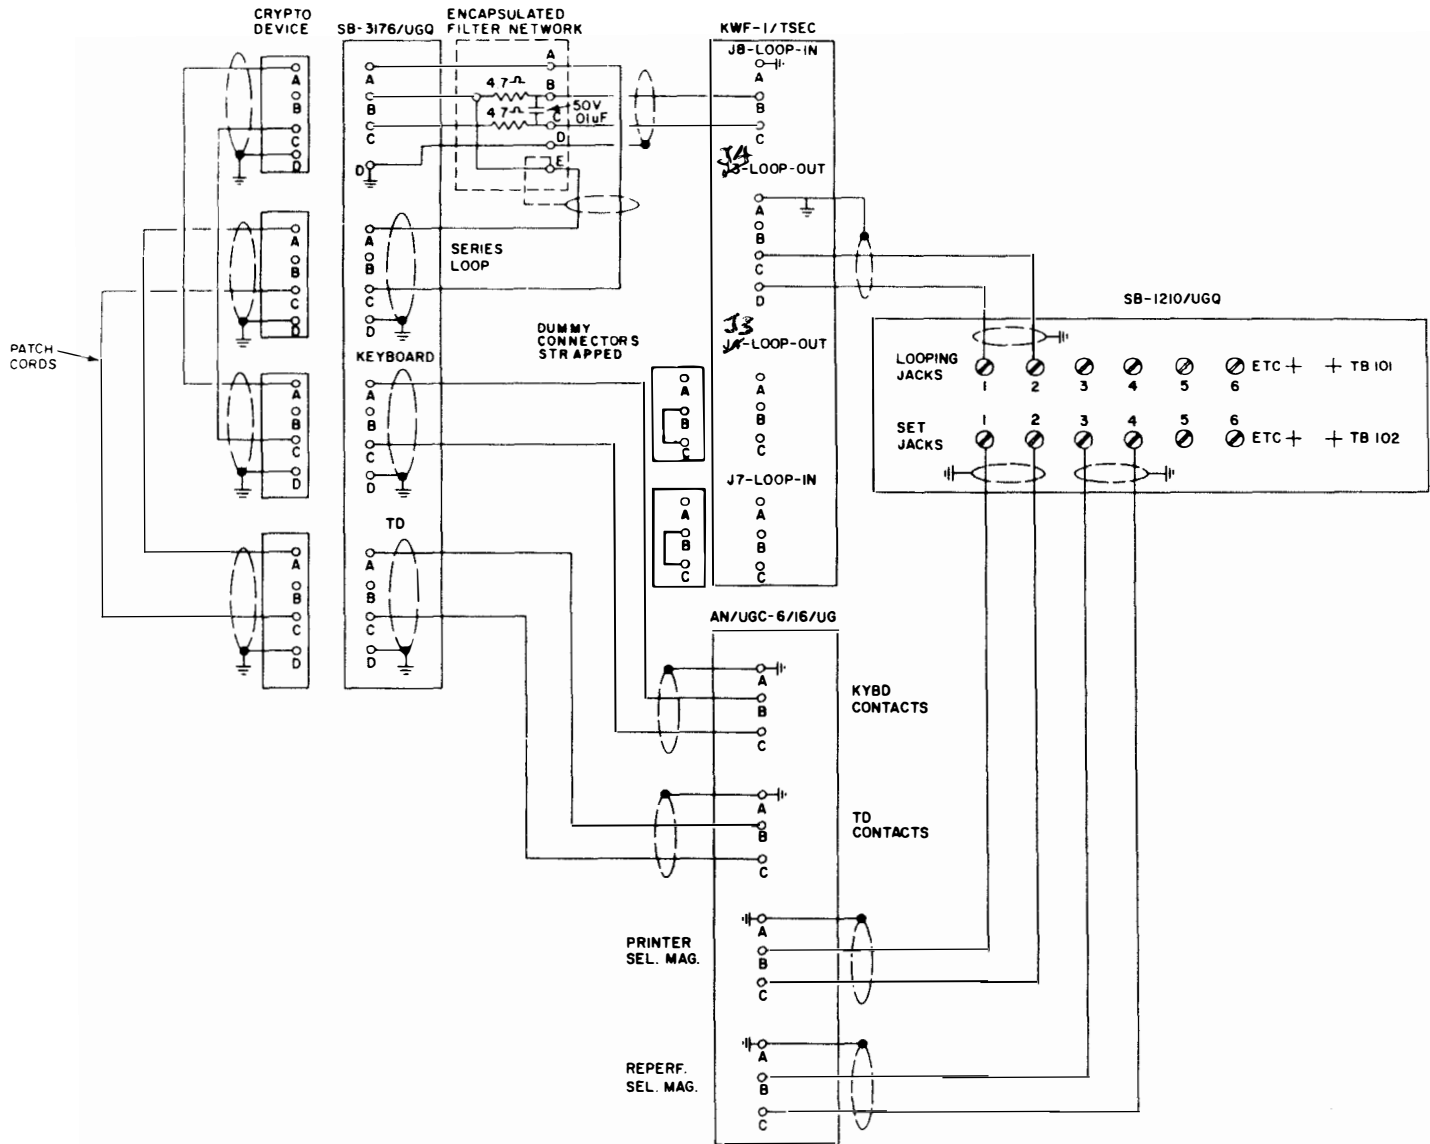 CRYPTO
DEVICE
A
B
C
D
A
B
C
D
A
B
C
D
A
B
C
D
PATCH
CORDS
SB-3176/UGQ
A
B
C
D
A
B
C
D
SERIES
LOOP
KEYBOARD
A
B
C
D
TD
A
B
C
D
ENCAPSULATED
FILTER NETWORK
A
B
C
D
E
47Ω
47Ω
50V
.01uF
DUMMY
CONNECTORS
STRAPPED
A
B
C
A
B
C
KWF-1/TSEC
J8-LOOP-IN
A
B
C
J4
J3-LOOP-OUT
A
B
C
D
J3
J4-LOOP-OUT
A
B
C
J7-LOOP-IN
A
B
C
SB-1210/UGQ
LOOPING
JACKS
1 2 3 4 5 6
ETC + + TB 101
SET
JACKS
1 2 3 4 5 6
ETC + + TB 102
AN/UGC-6/16/UG
A
B
C
KYBD
CONTACTS
A
B
C
TD
CONTACTS
PRINTER
SEL. MAG.
A
B
C
REPERF.
SEL. MAG.
A
B
C